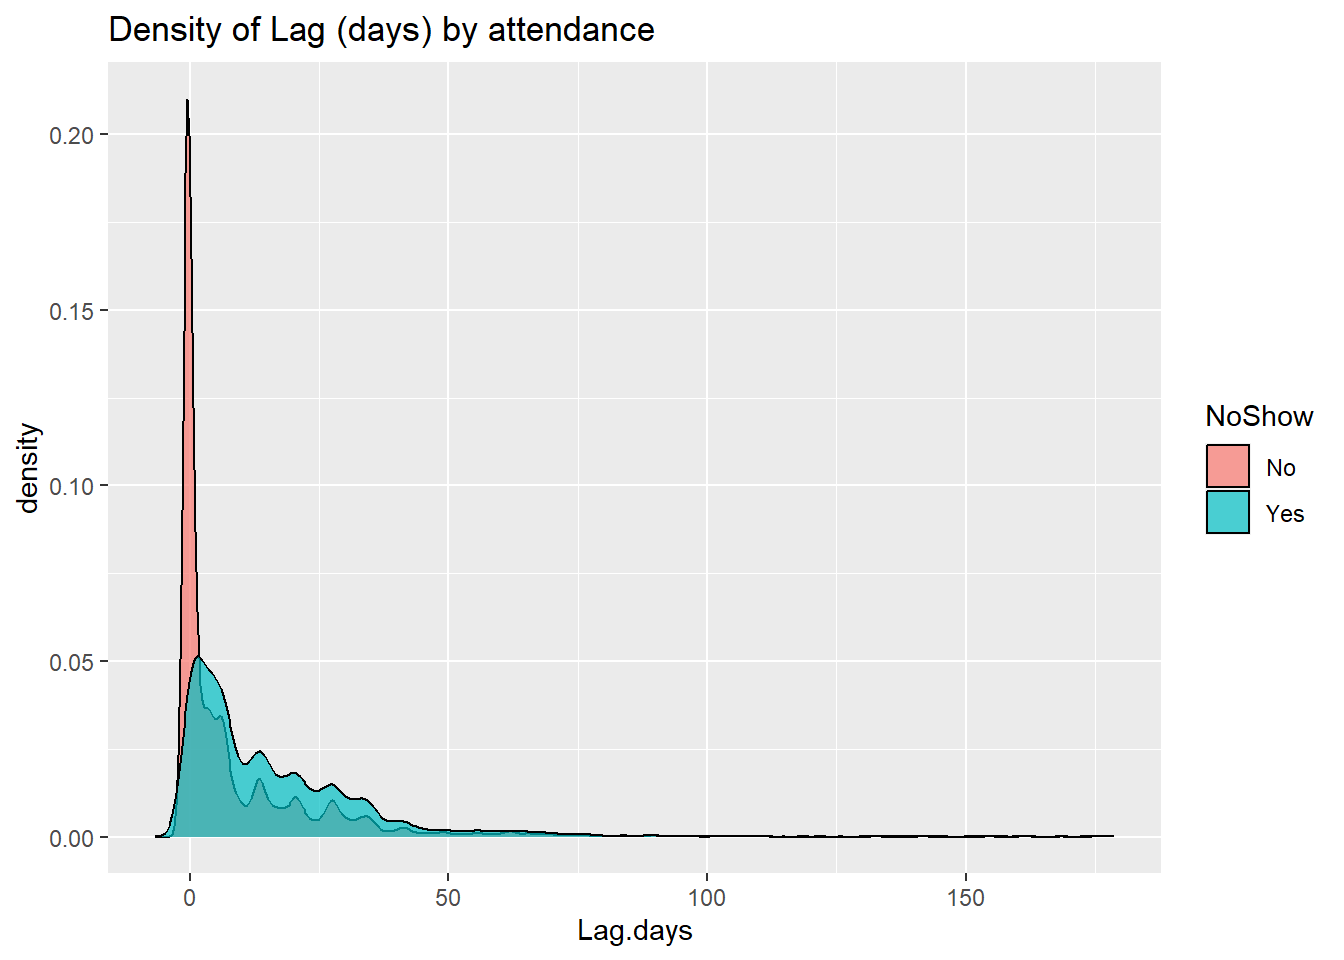 Density of Lag (days) by attendance
0.20
0.15
0.10
0.05
0.00
density
0 50 100 150
Lag.days
NoShow
No
Yes